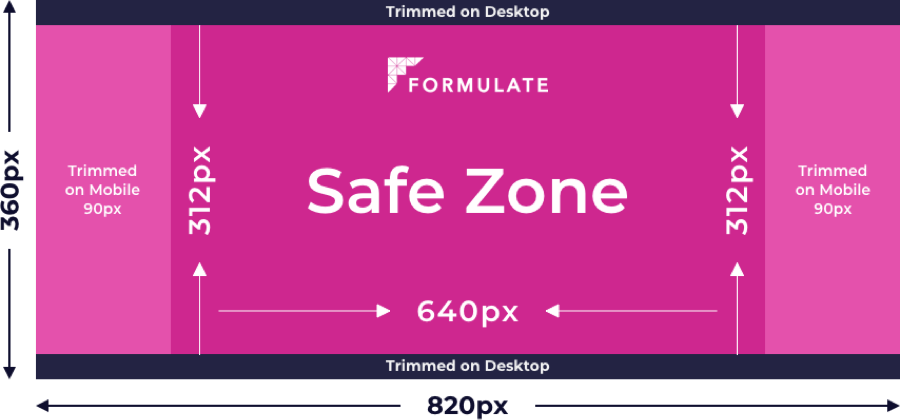 Trimmed on Desktop
FORMULATE
360px
Trimmed
on Mobile
90px
312px
Safe Zone
312px
Trimmed
on Mobile
90px
640px
Trimmed on Desktop
820px